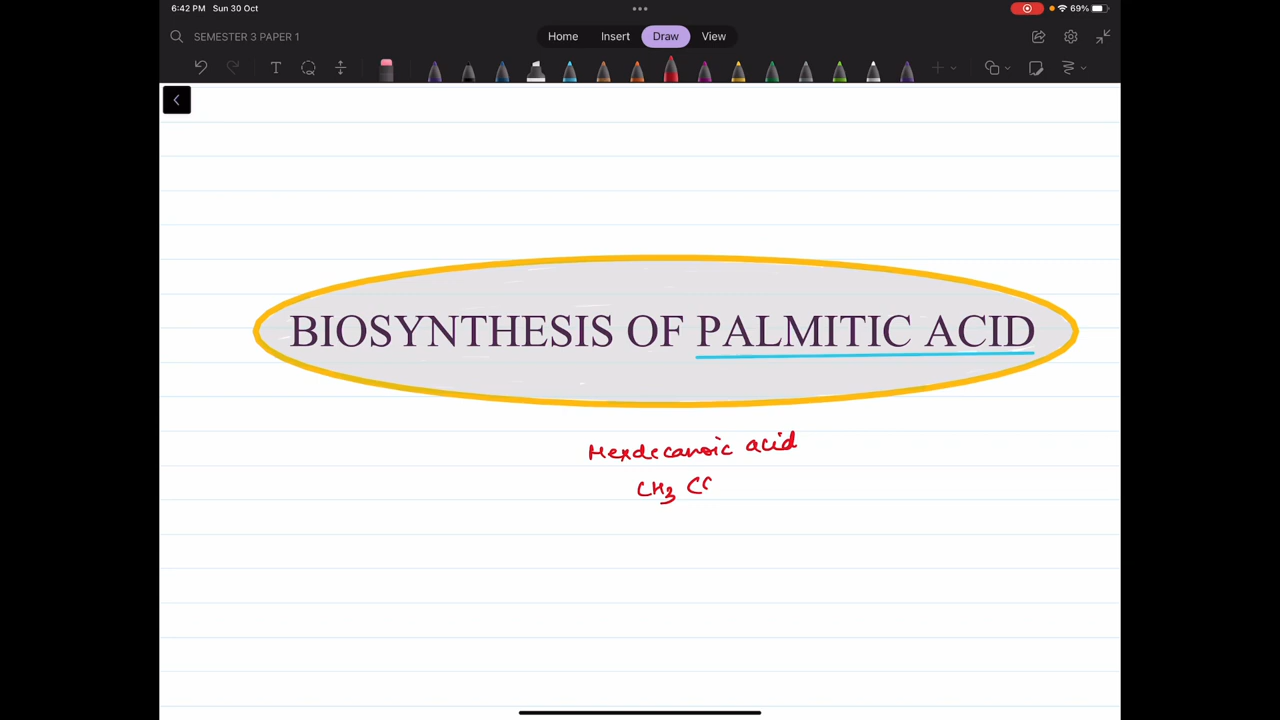 6:42 PM Sun 30 Oct
69%
SEMESTER 3 PAPER 1
Home Insert Draw View
BIOSYNTHESIS OF PALMITIC ACID
Hexdecanoic acid
CH3 CC